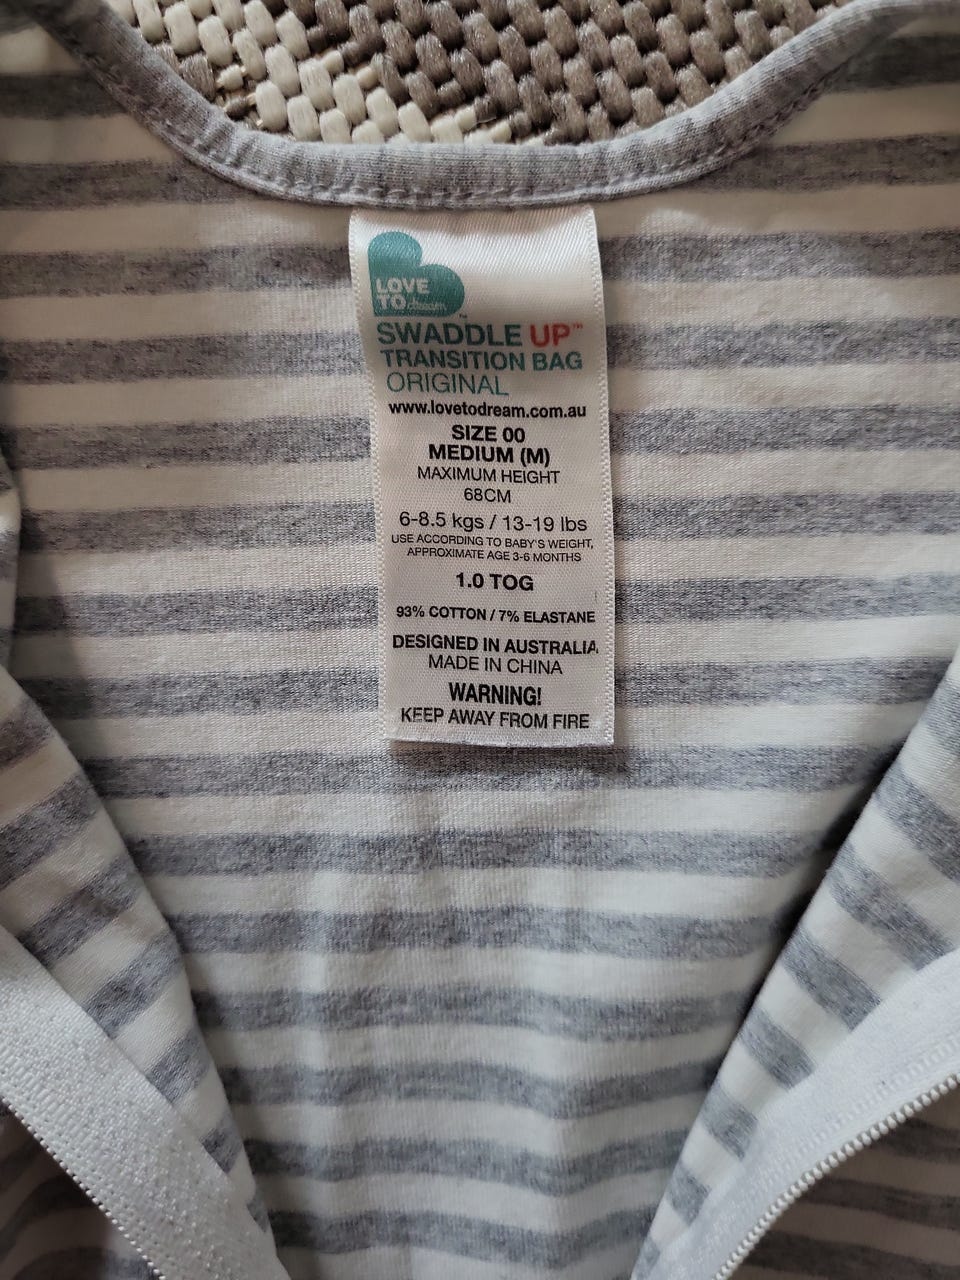 LOVE
TO dream™
SWADDLE UP™
TRANSITION BAG
ORIGINAL
www.lovetodream.com.au
SIZE 00
MEDIUM (M)
MAXIMUM HEIGHT
68CM
6-8.5 kgs / 13-19 lbs
USE ACCORDING TO BABY'S WEIGHT,
APPROXIMATE AGE 3-6 MONTHS
1.0 TOG
93% COTTON / 7% ELASTANE
DESIGNED IN AUSTRALIA
MADE IN CHINA
WARNING!
KEEP AWAY FROM FIRE